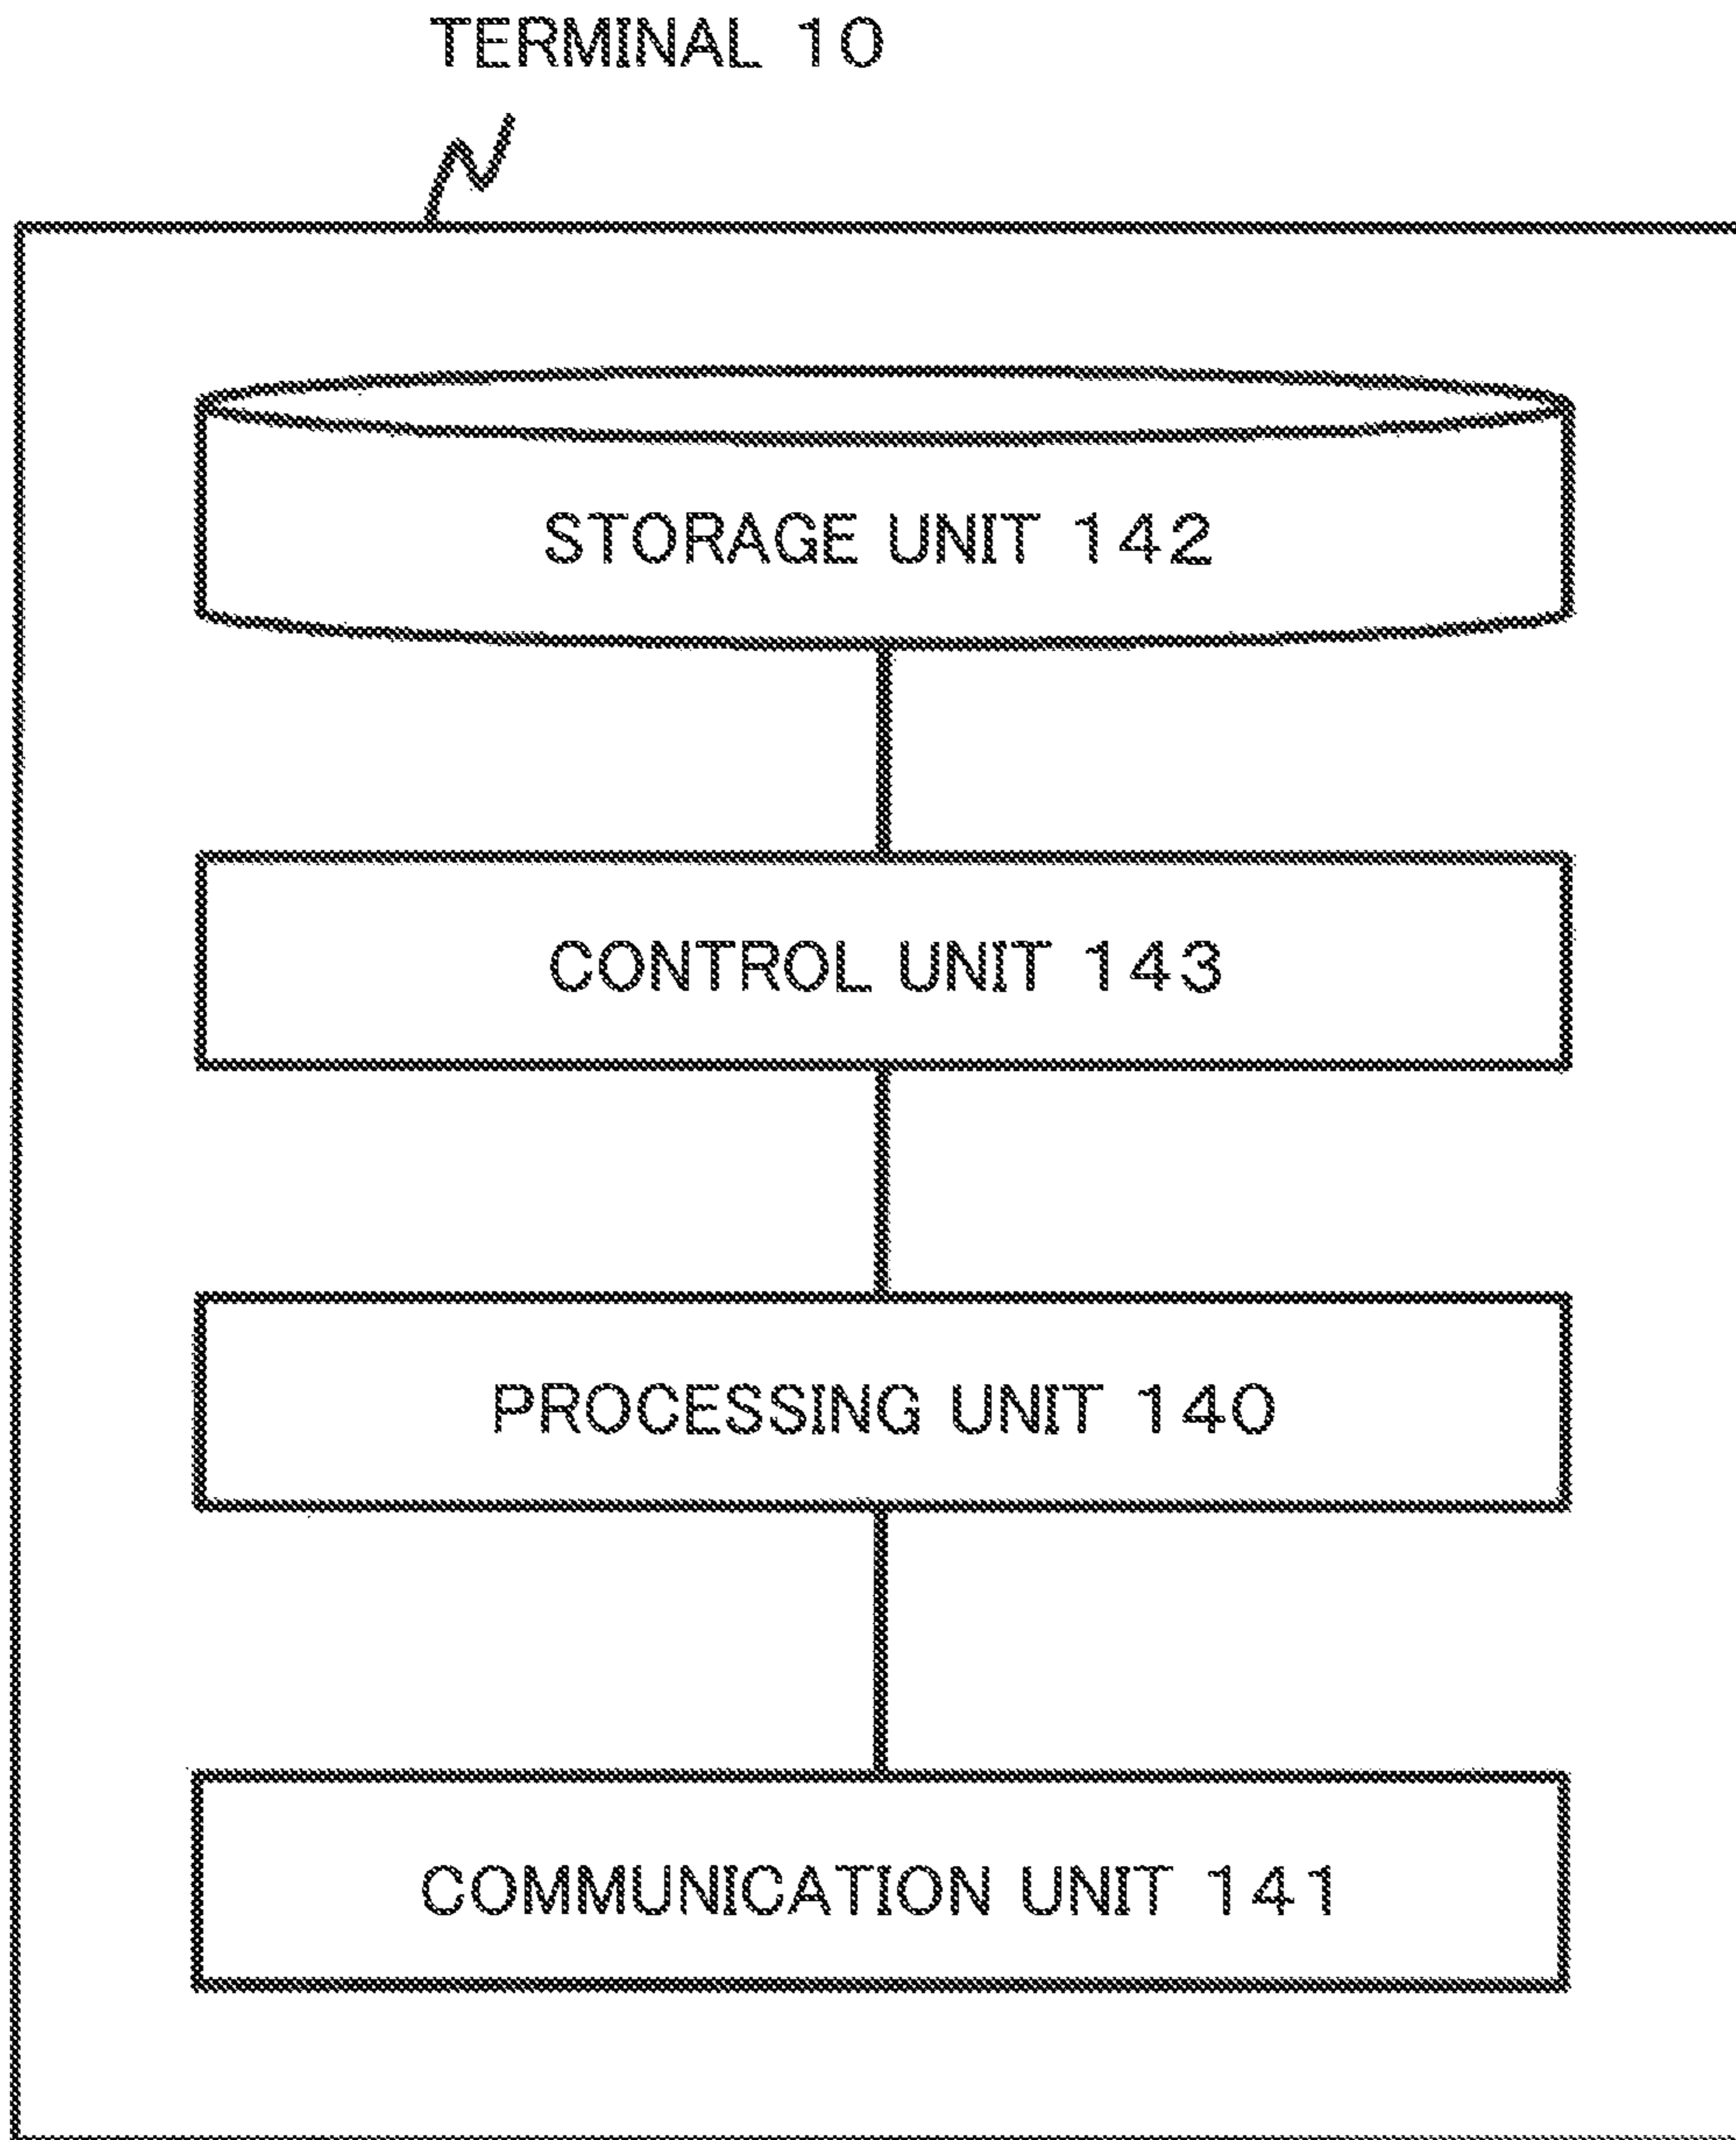 TERMINAL 10
STORAGE UNIT 142
CONTROL UNIT 143
PROCESSING UNIT 140
COMMUNICATION UNIT 141